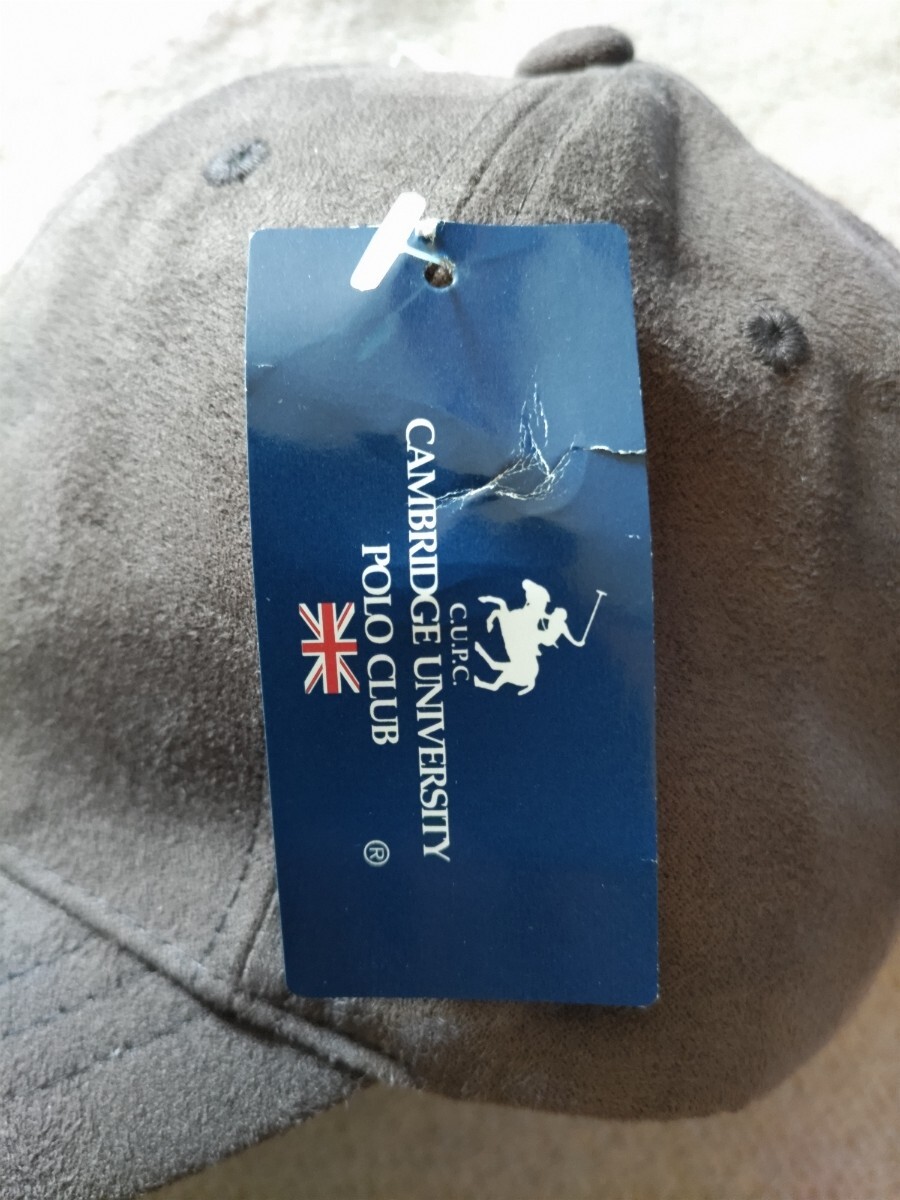 C.U.P.C.
CAMBRIDGE UNIVERSITY
POLO CLUB
®